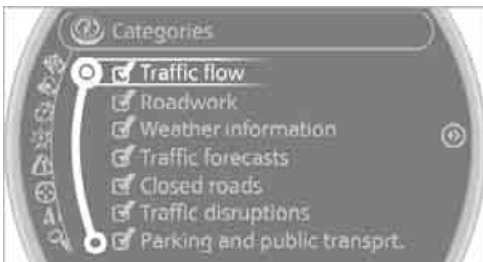 Categories
Traffic flow
Roadwork
Weather information
Traffic forecasts
Closed roads
Traffic disruptions
Parking and public transprt.